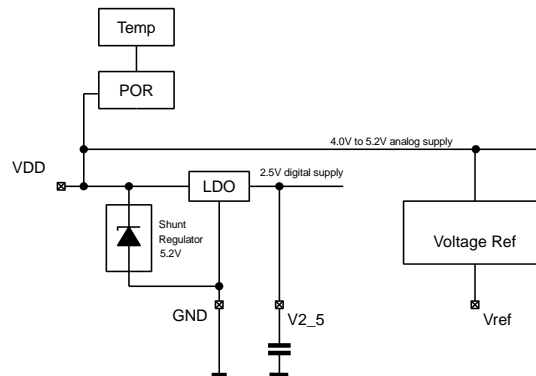 Temp
POR
4.0V to 5.2V analog supply
VDD
LDO
2.5V digital supply
Shunt
Regulator
5.2V
Voltage Ref
GND
V2_5
Vref